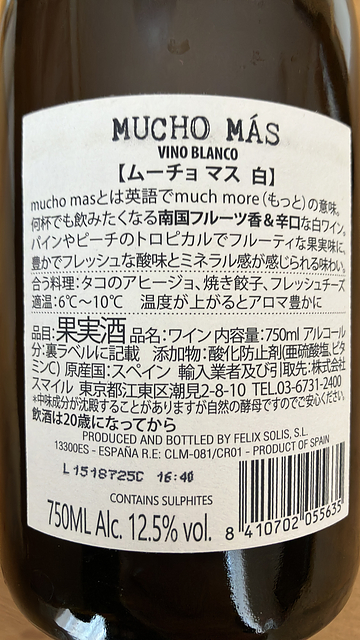 MUCHO MÁS
VINO BLANCO
【ムーチョ マス 白】
mucho masとは英語でmuch more（もっと）の意味。
何杯でも飲みたくなる南国フルーツ香&辛口な白ワイン。
パインやピーチのトロピカルでフルーティな果実味に、
豊かでフレッシュな酸味とミネラル感が感じられる味わい。
合う料理:タコのアヒージョ、焼き餃子、フレッシュチーズ
適温:6℃～10℃ 温度が上がるとアロマ豊かに
品目:果実酒 品名:ワイン 内容量:750ml アルコール
分:裏ラベルに記載 添加物:酸化防止剤(亜硫酸塩,ビタ
ミンC) 原産国:スペイン 輸入業者及び引取先:株式会社
スマイル 東京都江東区潮見2-8-10 TEL.03-6731-2400
*中味成分が沈殿することがありますが自然の酵母ですのでご安心ください。
飲酒は20歳になってから
PRODUCED AND BOTTLED BY FELIX SOLIS, S.L.
13300ES - ESPAÑA R.E: CLM-081/CR01 - PRODUCT OF SPAIN
L1518725C 16:40
CONTAINS SULPHITES
750ML Alc. 12.5% vol.
8 410702 055635